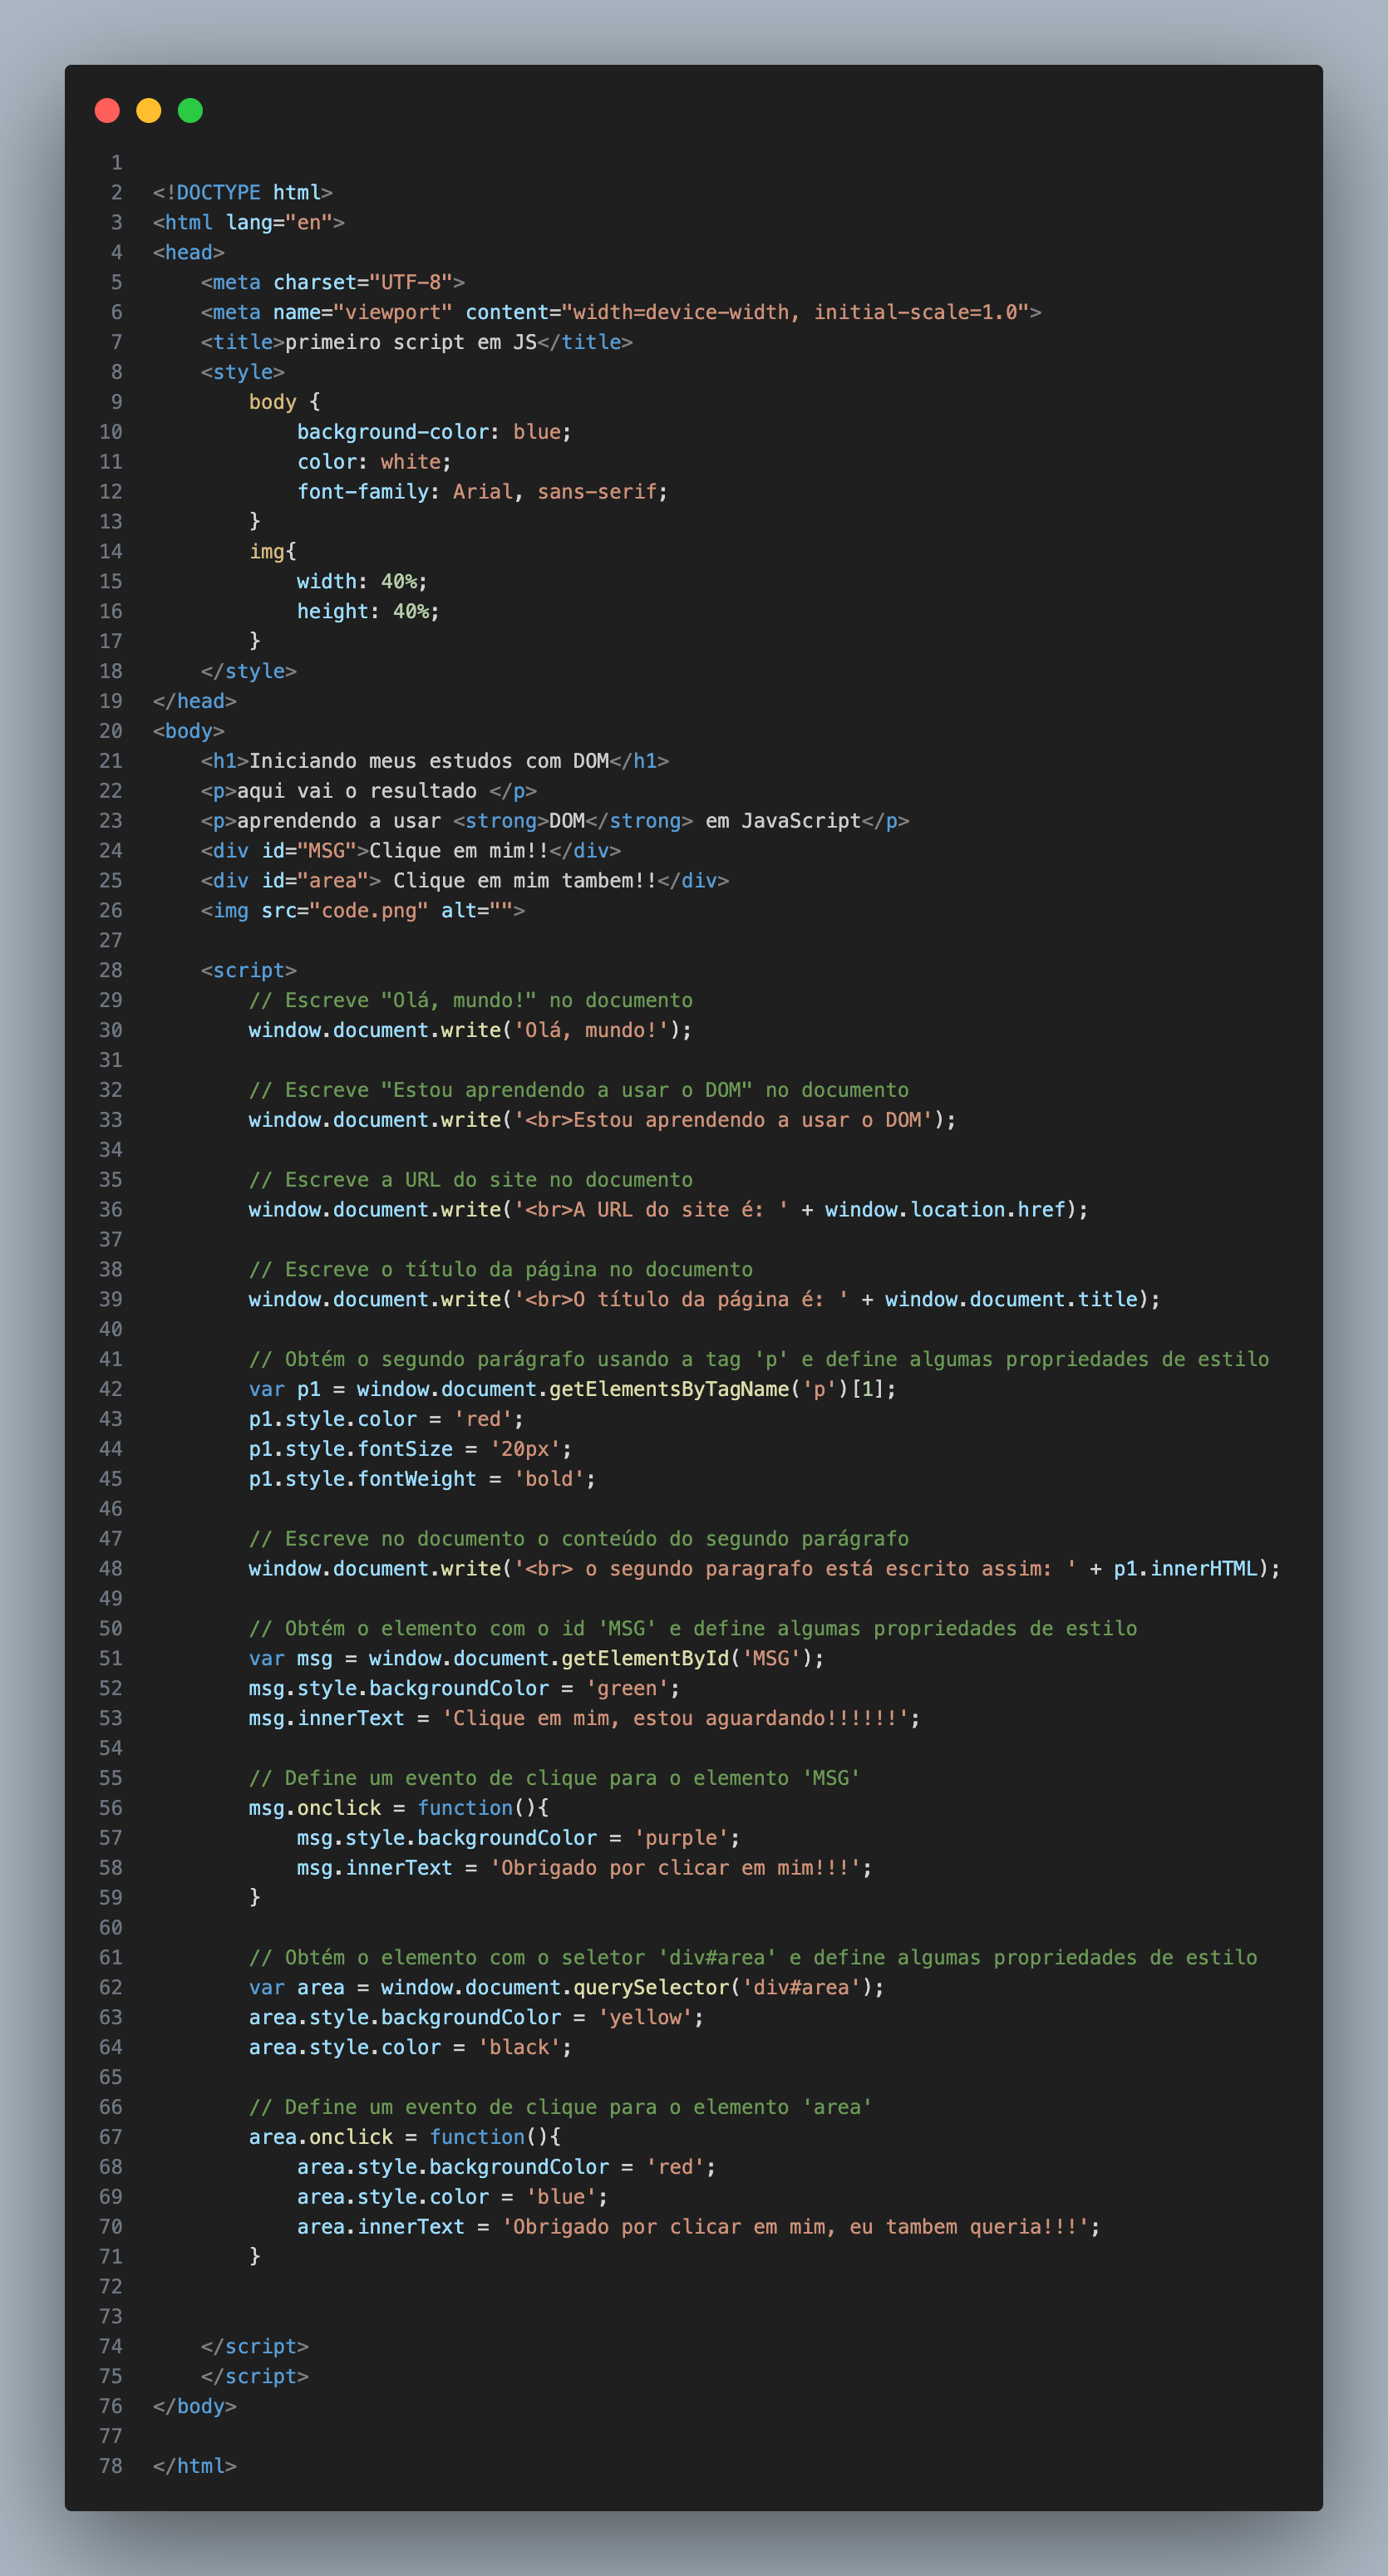 1
2 <!DOCTYPE html>
3 <html lang="en">
4 <head>
5     <meta charset="UTF-8">
6     <meta name="viewport" content="width=device-width, initial-scale=1.0">
7     <title>primeiro script em JS</title>
8     <style>
9         body {
10             background-color: blue;
11             color: white;
12             font-family: Arial, sans-serif;
13         }
14         img{
15             width: 40%;
16             height: 40%;
17         }
18     </style>
19 </head>
20 <body>
21     <h1>Iniciando meus estudos com DOM</h1>
22     <p>aqui vai o resultado </p>
23     <p>aprendendo a usar <strong>DOM</strong> em JavaScript</p>
24     <div id="MSG">Clique em mim!!</div>
25     <div id="area"> Clique em mim tambem!!</div>
26     <img src="code.png" alt="">
27
28     <script>
29         // Escreve "Olá, mundo!" no documento
30         window.document.write('Olá, mundo!');
31
32         // Escreve "Estou aprendendo a usar o DOM" no documento
33         window.document.write('<br>Estou aprendendo a usar o DOM');
34
35         // Escreve a URL do site no documento
36         window.document.write('<br>A URL do site é: ' + window.location.href);
37
38         // Escreve o título da página no documento
39         window.document.write('<br>O título da página é: ' + window.document.title);
40
41         // Obtém o segundo parágrafo usando a tag 'p' e define algumas propriedades de estilo
42         var p1 = window.document.getElementsByTagName('p')[1];
43         p1.style.color = 'red';
44         p1.style.fontSize = '20px';
45         p1.style.fontWeight = 'bold';
46
47         // Escreve no documento o conteúdo do segundo parágrafo
48         window.document.write('<br> o segundo paragrafo está escrito assim: ' + p1.innerHTML);
49
50         // Obtém o elemento com o id 'MSG' e define algumas propriedades de estilo
51         var msg = window.document.getElementById('MSG');
52         msg.style.backgroundColor = 'green';
53         msg.innerText = 'Clique em mim, estou aguardando!!!!!!';
54
55         // Define um evento de clique para o elemento 'MSG'
56         msg.onclick = function(){
57             msg.style.backgroundColor = 'purple';
58             msg.innerText = 'Obrigado por clicar em mim!!!';
59         }
60
61         // Obtém o elemento com o seletor 'div#area' e define algumas propriedades de estilo
62         var area = window.document.querySelector('div#area');
63         area.style.backgroundColor = 'yellow';
64         area.style.color = 'black';
65
66         // Define um evento de clique para o elemento 'area'
67         area.onclick = function(){
68             area.style.backgroundColor = 'red';
69             area.style.color = 'blue';
70             area.innerText = 'Obrigado por clicar em mim, eu tambem queria!!!';
71         }
72
73
74     </script>
75     </script>
76 </body>
77
78 </html>